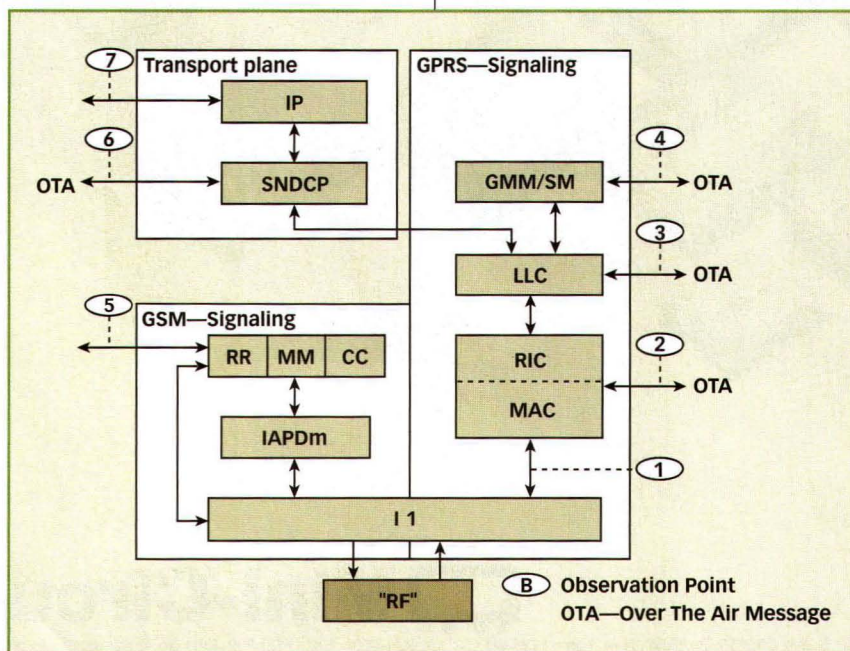 7
Transport plane
GPRS—Signaling
IP
6
4
OTA
SNDCP
GMM/SM
OTA
3
LLC
OTA
5
GSM—Signaling
2
RR MM CC
RIC
OTA
MAC
IAPDm
1
I 1
"RF"
B Observation Point
OTA—Over The Air Message